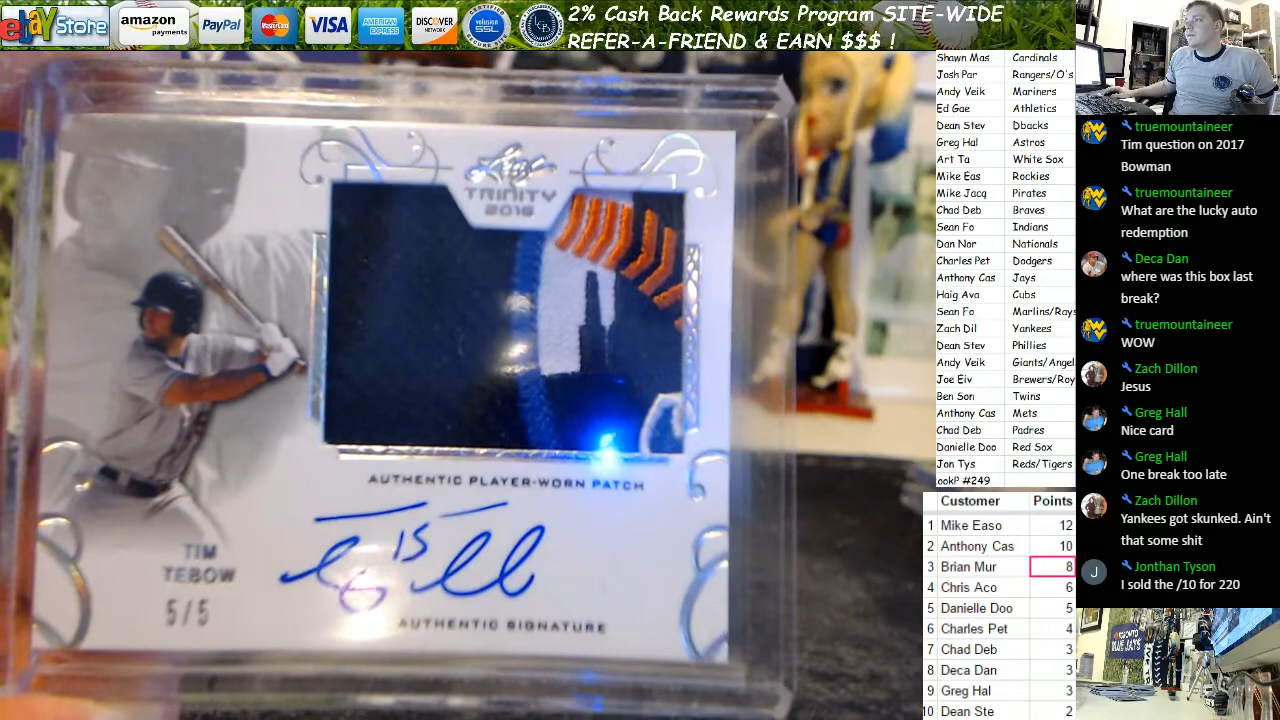 ebay Store
amazon
payments
PayPal
MasterCard
VISA
AMERICAN
EXPRESS
DISCOVER
NETWORK
volusion
SSL
2% Cash Back Rewards Program SITE-WIDE
REFER-A-FRIEND & EARN $$$ !
Leaf
TRINITY
2016
AUTHENTIC PLAYER-WORN PATCH
TIM
TEBOW
5/5
15
AUTHENTIC SIGNATURE
Shawn Mas Cardinals
Josh Par Rangers/O's
Andy Veik Mariners
Ed Gae Athletics
Dean Stev Dbacks
Greg Hal Astros
Art Ta White Sox
Mike Eas Rockies
Mike Jacq Pirates
Chad Deb Braves
Sean Fo Indians
Dan Nor Nationals
Charles Pet Dodgers
Anthony Cas Jays
Haig Ava Cubs
Sean Fo Marlins/Rays
Zach Dil Yankees
Dean Stev Phillies
Andy Veik Giants/Angel
Joe Eiv Brewers/Roy
Ben Son Twins
Anthony Cas Mets
Chad Deb Padres
Danielle Doo Red Sox
Jon Tys Reds/Tigers
ookP #249
Customer Points
1 Mike Easo 12
2 Anthony Cas 10
3 Brian Mur 8
4 Chris Aco 6
5 Danielle Doo 5
6 Charles Pet 4
7 Chad Deb 3
8 Deca Dan 3
9 Greg Hal 3
10 Dean Ste 2
truemountaineer
Tim question on 2017
Bowman
truemountaineer
What are the lucky auto
redemption
Deca Dan
where was this box last
break?
truemountaineer
WOW
Zach Dillon
Jesus
Greg Hall
Nice card
Greg Hall
One break too late
Zach Dillon
Yankees got skunked. Ain't
that some shit
J
Jonthan Tyson
I sold the /10 for 220
TORONTO
BLUE JAYS